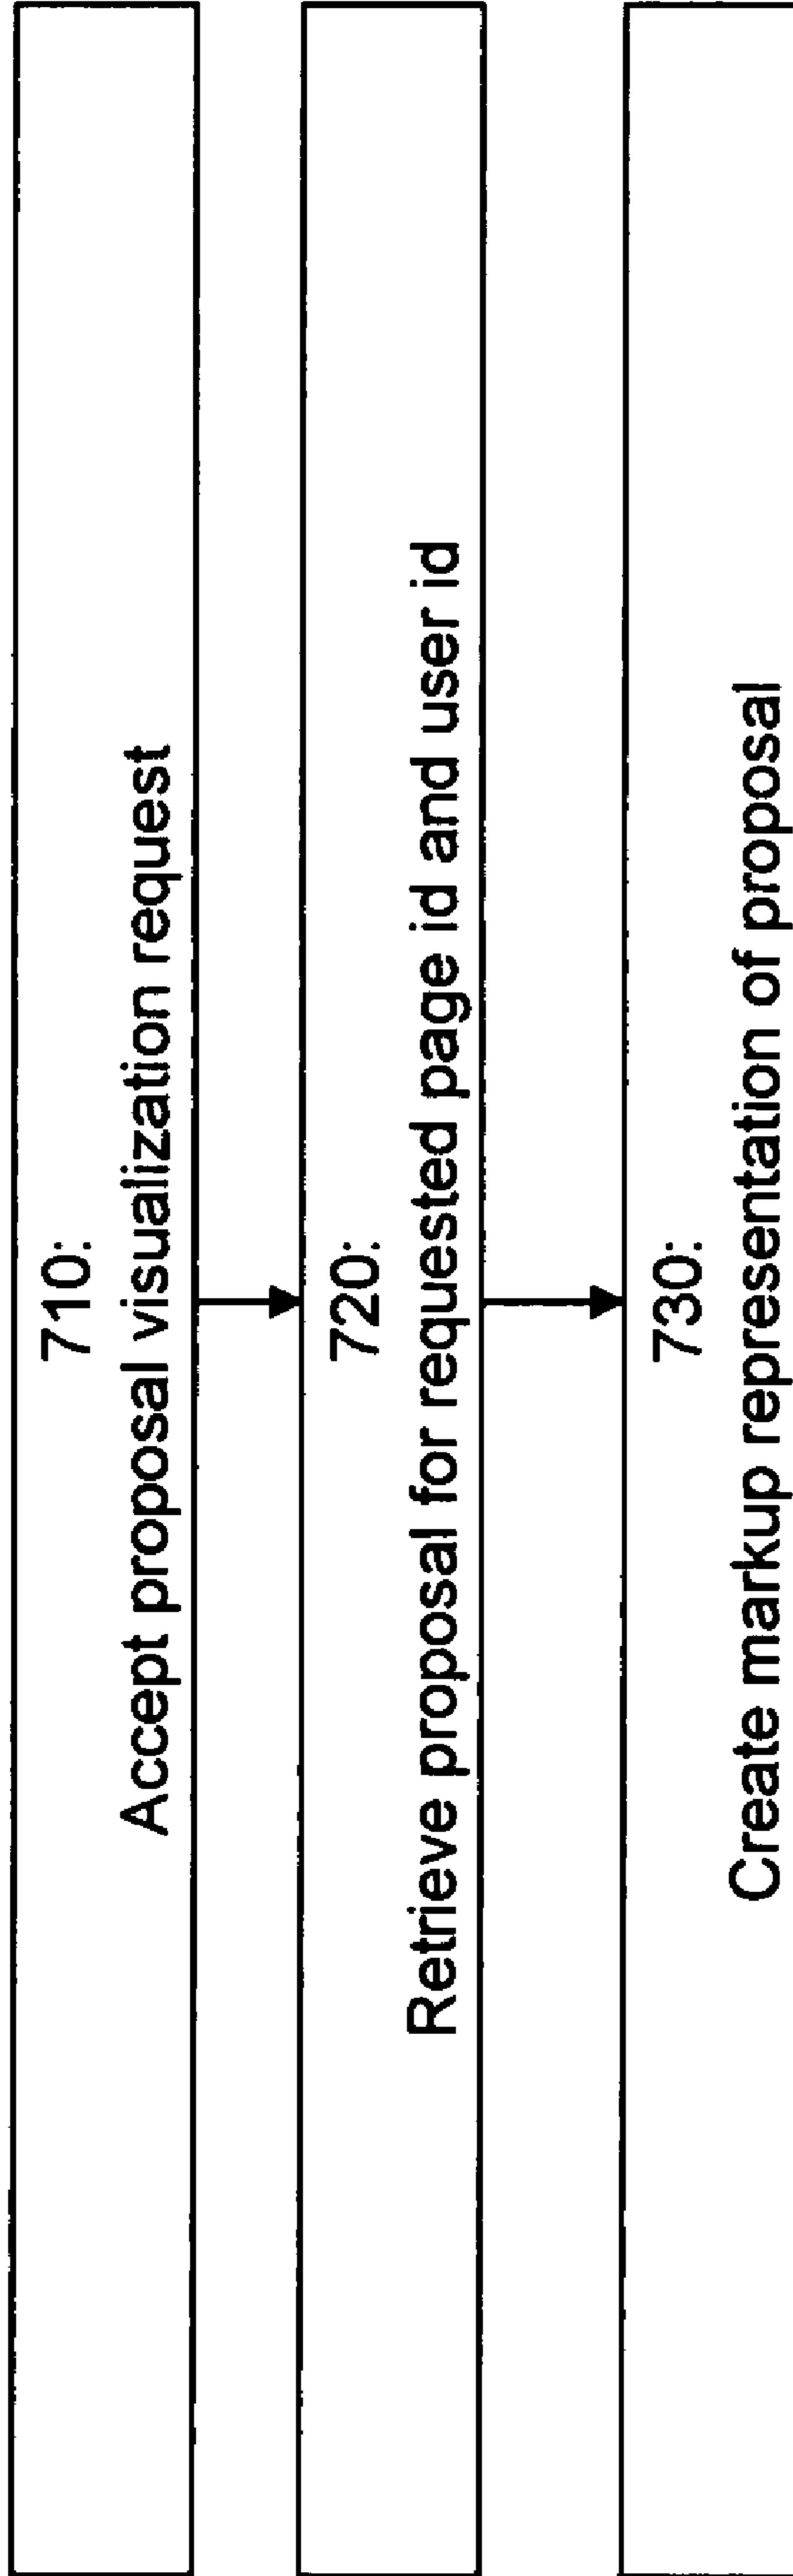 710:
Accept proposal visualization request
720:
Retrieve proposal for requested page id and user id
730:
Create markup representation of proposal